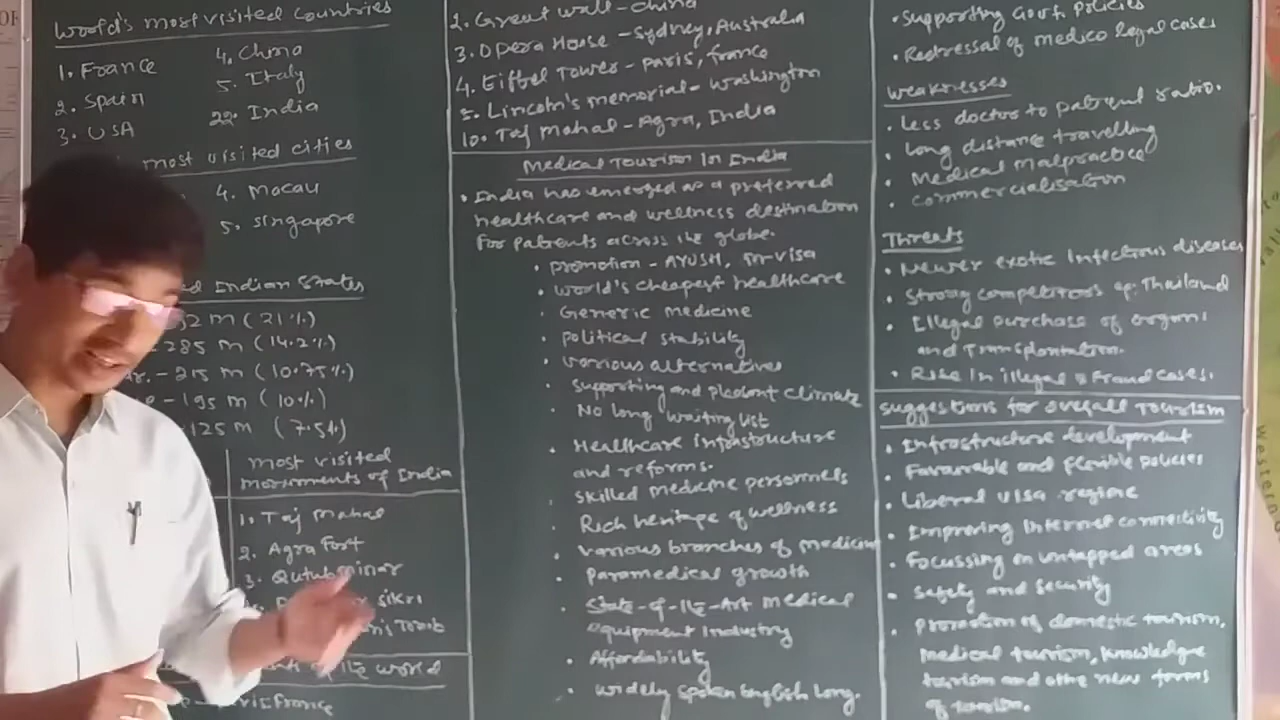 World's most visited Countries
1. France
2. Spain
3. USA
4. China
5. Italy
22. India
most visited cities
4. Macau
5. Singapore
Indian States
(21%)
285 m (14.2%)
- 215 m (10.75%)
- 195 m (10%)
125 m (7.5%)
most visited
monuments of India
1. Taj Mahal
2. Agra Fort
3. Qutubminar
sikri
Tomb
of the world
France
2. Great wall - China
3. Opera House - Sydney, Australia
4. Eiffel Tower - Paris, France
5. Lincoln's memorial - Washington
10. Taj Mahal - Agra, India
Medical Tourism In India
• India has emerged as a preferred
healthcare and wellness destination
for patients across the globe.
• promotion - AYUSH, m-visa
• world's cheapest healthcare
• Generic medicine
• political stability
• various alternatives
• supporting and pleasant climate
• No long waiting list
• Healthcare infrastructure
and reforms.
• skilled medicine personnels
• Rich heritage of wellness
• various branches of medicine
• paramedical growth
• State-of-the-Art medical
equipment industry
• Affordability
• widely spoken English lang.
• Supporting Govt. policies
• Redressal of medico legal cases
Weaknesses
• Less doctor to patient ratio.
• Long distance travelling
• Medical malpractice
• commercialisation
Threats
• Newer exotic infectious diseases
• Strong competitors eg. Thailand
• Illegal purchase of organs
and Transplantation.
• Rise in illegal & Fraud cases.
Suggestions for overall Tourism
• Infrastructure development
• Favourable and flexible policies
• Liberal visa regime
• Improving Internet connectivity
• Focussing on untapped areas
• Safety and security
• Promotion of domestic tourism,
medical tourism, knowledge
tourism and othe new forms
of tourism.
Western